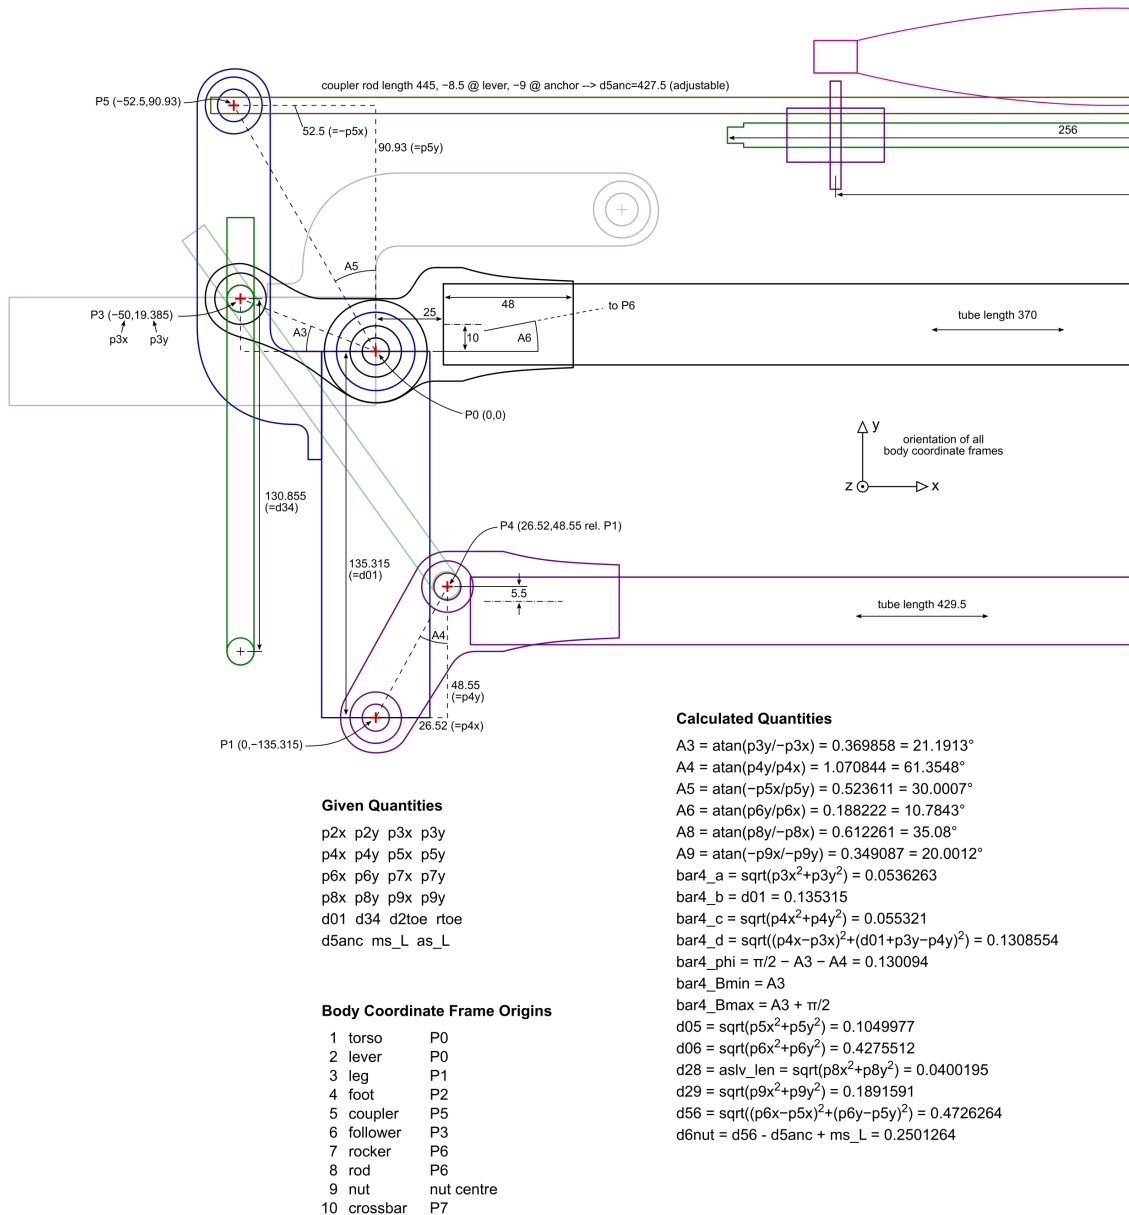 coupler rod length 445, −8.5 @ lever, −9 @ anchor --> d5anc=427.5 (adjustable)
P5 (−52.5,90.93)
52.5 (=−p5x)
90.93 (=p5y)
256
A5
P3 (−50,19.385)
p3x p3y
A3
25
48
10
A6
to P6
tube length 370
P0 (0,0)
y
x
z
orientation of all
body coordinate frames
130.855
(=d34)
135.315
(=d01)
P4 (26.52,48.55 rel. P1)
5.5
tube length 429.5
A4
48.55
(=p4y)
26.52 (=p4x)
P1 (0,−135.315)
Given Quantities
p2x p2y p3x p3y
p4x p4y p5x p5y
p6x p6y p7x p7y
p8x p8y p9x p9y
d01 d34 d2toe rtoe
d5anc ms_L as_L
Body Coordinate Frame Origins
1 torso P0
2 lever P0
3 leg P1
4 foot P2
5 coupler P5
6 follower P3
7 rocker P6
8 rod P6
9 nut nut centre
10 crossbar P7
Calculated Quantities
A3 = atan(p3y/−p3x) = 0.369858 = 21.1913°
A4 = atan(p4y/p4x) = 1.070844 = 61.3548°
A5 = atan(−p5x/p5y) = 0.523611 = 30.0007°
A6 = atan(p6y/p6x) = 0.188222 = 10.7843°
A8 = atan(p8y/−p8x) = 0.612261 = 35.08°
A9 = atan(−p9x/−p9y) = 0.349087 = 20.0012°
bar4_a = sqrt(p3x²+p3y²) = 0.0536263
bar4_b = d01 = 0.135315
bar4_c = sqrt(p4x²+p4y²) = 0.055321
bar4_d = sqrt((p4x−p3x)²+(d01+p3y−p4y)²) = 0.1308554
bar4_phi = π/2 − A3 − A4 = 0.130094
bar4_Bmin = A3
bar4_Bmax = A3 + π/2
d05 = sqrt(p5x²+p5y²) = 0.1049977
d06 = sqrt(p6x²+p6y²) = 0.4275512
d28 = aslv_len = sqrt(p8x²+p8y²) = 0.0400195
d29 = sqrt(p9x²+p9y²) = 0.1891591
d56 = sqrt((p6x−p5x)²+(p6y−p5y)²) = 0.4726264
d6nut = d56 - d5anc + ms_L = 0.2501264